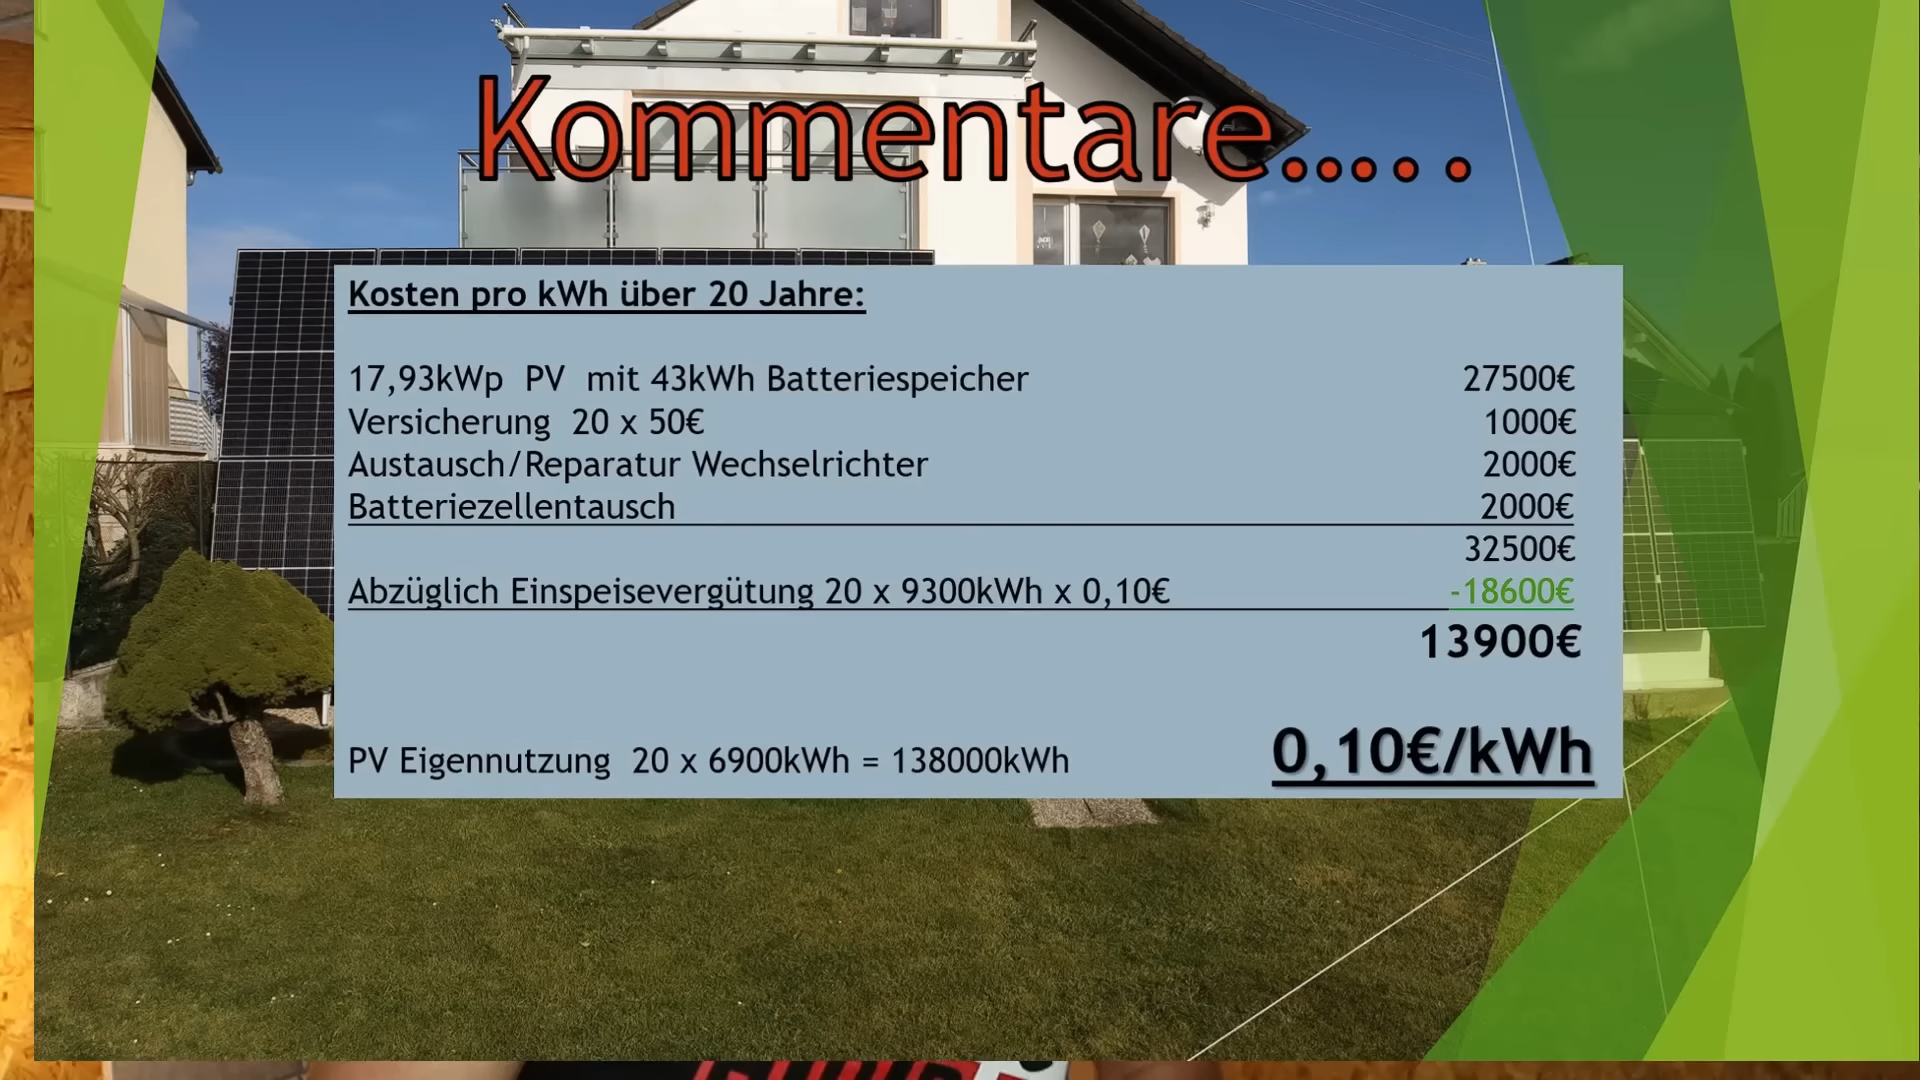 Kommentare.....
Kosten pro kWh über 20 Jahre:
17,93kWp PV mit 43kWh Batteriespeicher 27500€
Versicherung 20 x 50€ 1000€
Austausch/Reparatur Wechselrichter 2000€
Batteriezellentausch 2000€
32500€
Abzüglich Einspeisevergütung 20 x 9300kWh x 0,10€ -18600€
13900€
PV Eigennutzung 20 x 6900kWh = 138000kWh 0,10€/kWh